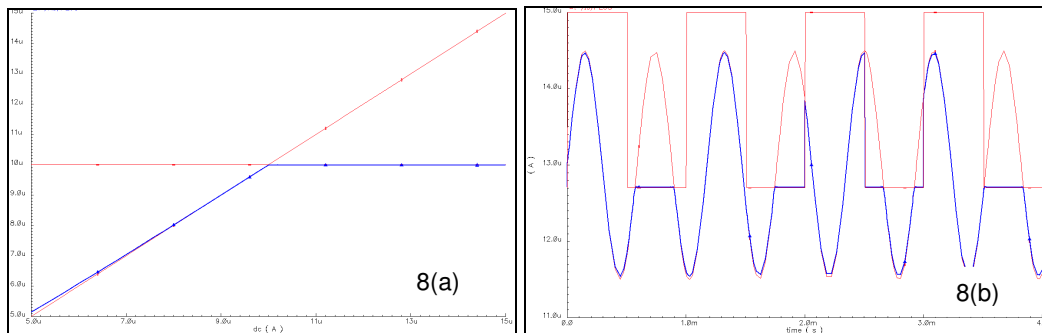 15u
13u
11u
10u
9.0u
8.0u
7.0u
6.0u
5.0u
5.0u 7.0u 9.0u 11u 13u 15u
dc ( A )
8(a)
15.0u
14.0u
13.0u
( A )
12.0u
11.0u
0.0 1.0m 2.0m 3.0m 4
time ( s )
8(b)